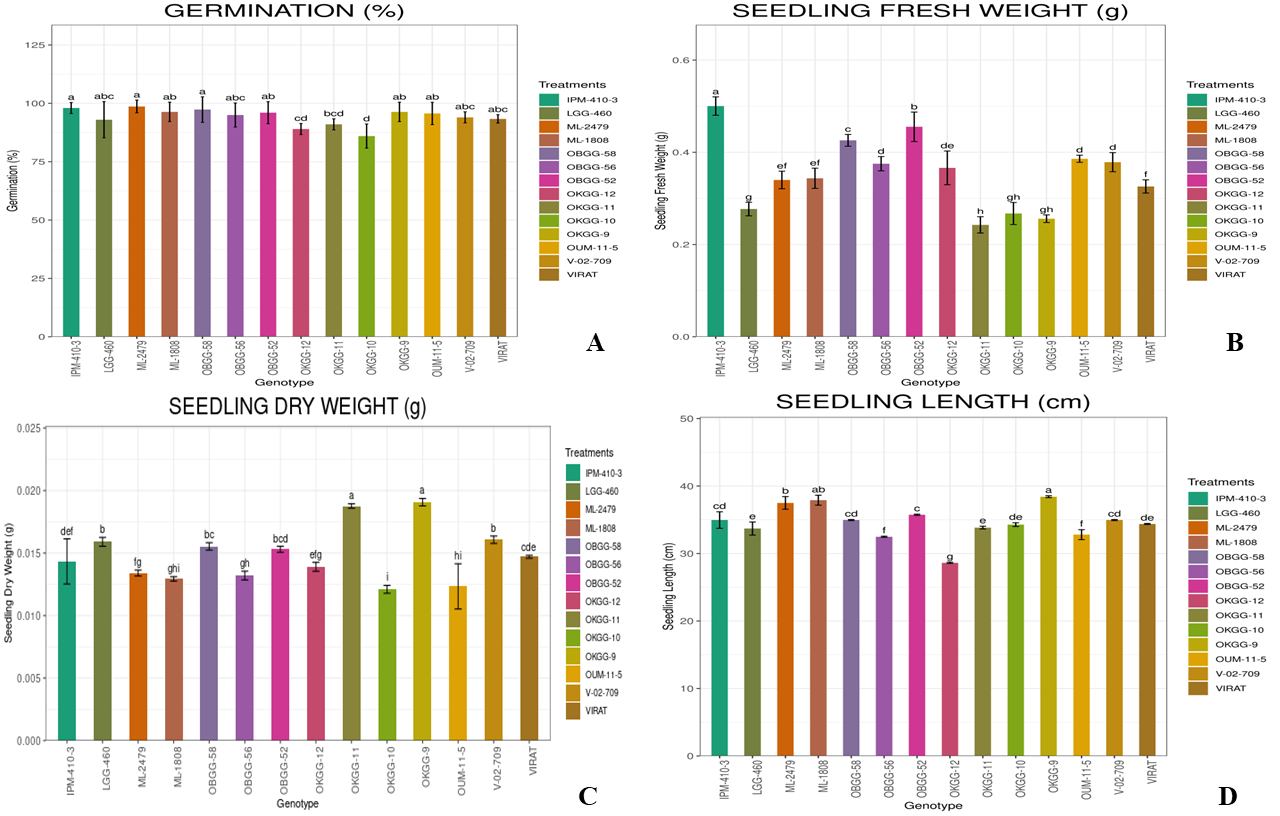 GERMINATION (%)
125
100
75
50
25
0
Germination (%)
a abc a ab a abc ab cd bcd d ab ab abc abc
IPM-410-3 LGG-460 ML-2479 ML-1808 OBGG-58 OBGG-56 OBGG-52 OKGG-12 OKGG-11 OKGG-10 OKGG-9 OUM-11-5 V-02-709 VIRAT
Genotype
Treatments
IPM-410-3
LGG-460
ML-2479
ML-1808
OBGG-58
OBGG-56
OBGG-52
OKGG-12
OKGG-11
OKGG-10
OKGG-9
OUM-11-5
V-02-709
VIRAT
A
SEEDLING FRESH WEIGHT (g)
0.6
0.4
0.2
0.0
Seedling Fresh Weight (g)
a g ef ef c d b de h gh gh d d f
IPM-410-3 LGG-460 ML-2479 ML-1808 OBGG-58 OBGG-56 OBGG-52 OKGG-12 OKGG-11 OKGG-10 OKGG-9 OUM-11-5 V-02-709 VIRAT
Genotype
Treatments
IPM-410-3
LGG-460
ML-2479
ML-1808
OBGG-58
OBGG-56
OBGG-52
OKGG-12
OKGG-11
OKGG-10
OKGG-9
OUM-11-5
V-02-709
VIRAT
B
SEEDLING DRY WEIGHT (g)
0.025
0.020
0.015
0.010
0.005
0.000
Seedling Dry Weight (g)
def b fg ghi bc gh bcd efg a i a hi b cde
IPM-410-3 LGG-460 ML-2479 ML-1808 OBGG-58 OBGG-56 OBGG-52 OKGG-12 OKGG-11 OKGG-10 OKGG-9 OUM-11-5 V-02-709 VIRAT
Genotype
Treatments
IPM-410-3
LGG-460
ML-2479
ML-1808
OBGG-58
OBGG-56
OBGG-52
OKGG-12
OKGG-11
OKGG-10
OKGG-9
OUM-11-5
V-02-709
VIRAT
C
SEEDLING LENGTH (cm)
50
40
30
20
10
0
Seedling Length (cm)
cd e b ab cd f c g e de a f cd de
IPM-410-3 LGG-460 ML-2479 ML-1808 OBGG-58 OBGG-56 OBGG-52 OKGG-12 OKGG-11 OKGG-10 OKGG-9 OUM-11-5 V-02-709 VIRAT
Genotype
Treatments
IPM-410-3
LGG-460
ML-2479
ML-1808
OBGG-58
OBGG-56
OBGG-52
OKGG-12
OKGG-11
OKGG-10
OKGG-9
OUM-11-5
V-02-709
VIRAT
D